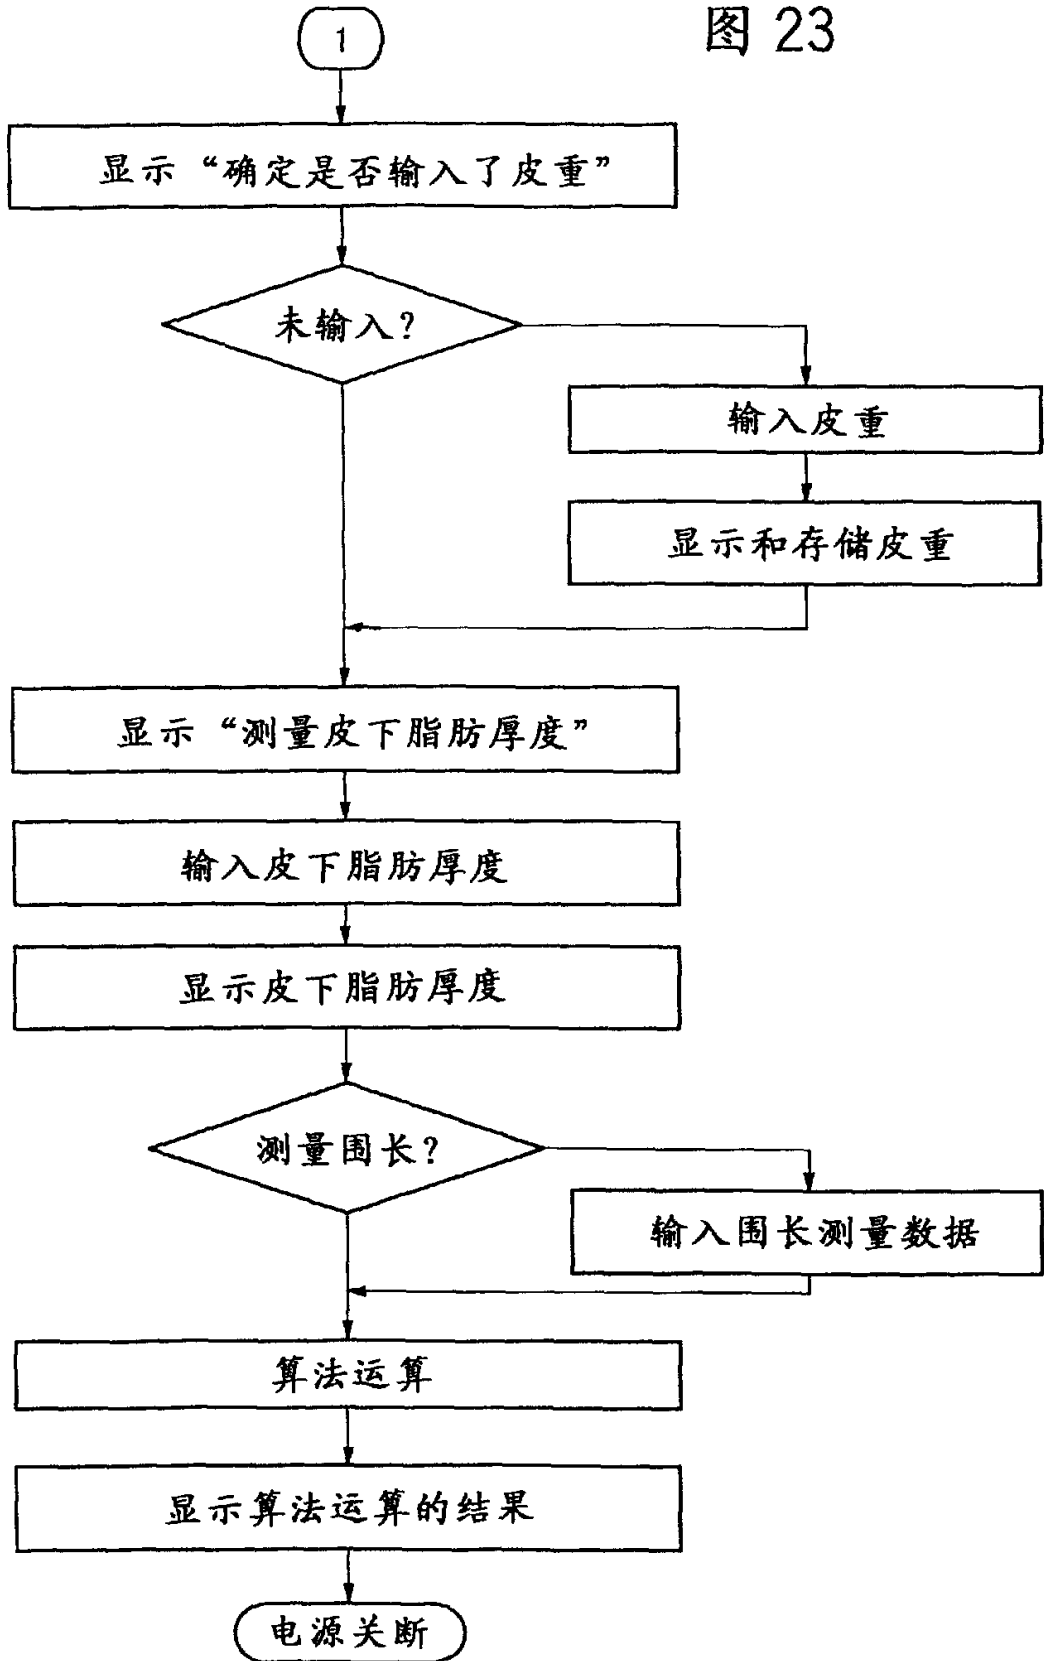 图 23
1
显示“确定是否输入了皮重”
未输入?
输入皮重
显示和存储皮重
显示“测量皮下脂肪厚度”
输入皮下脂肪厚度
显示皮下脂肪厚度
测量围长?
输入围长测量数据
算法运算
显示算法运算的结果
电源关断